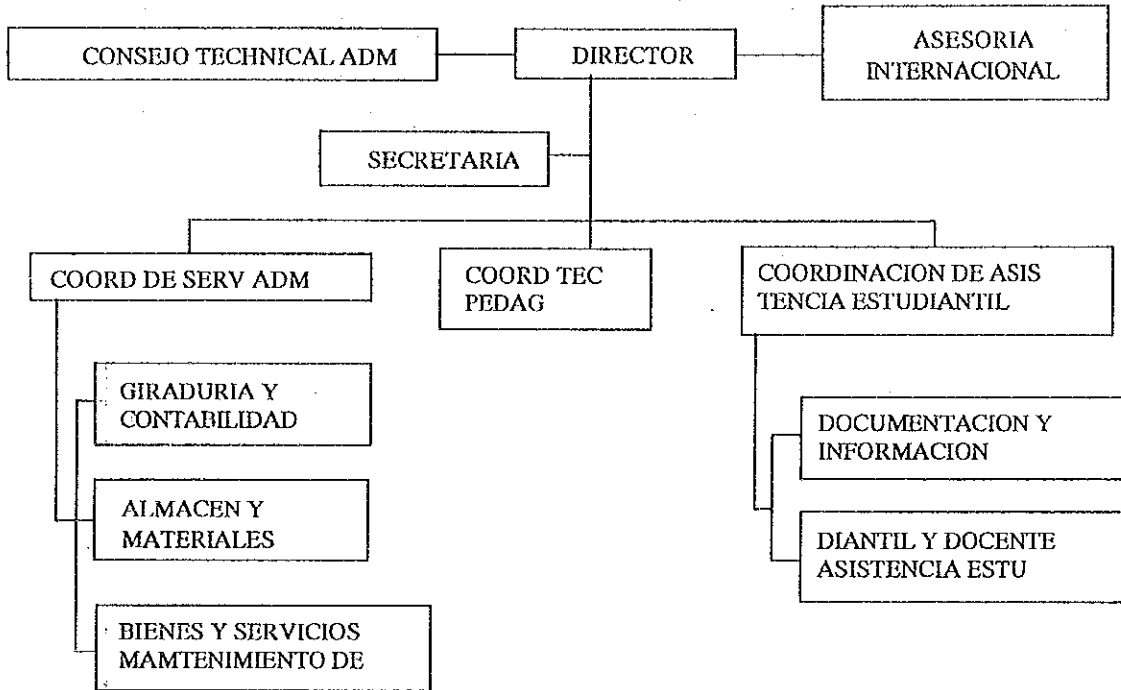 CONSEJO TECHNICAL ADM
DIRECTOR
ASESORIA
INTERNACIONAL
SECRETARIA
COORD DE SERV ADM
COORD TEC
PEDAG
COORDINACION DE ASIS
TENCIA ESTUDIANTIL
GIRADURIA Y
CONTABILIDAD
ALMACEN Y
MATERIALES
BIENES Y SERVICIOS
MAMTENIMIENTO DE
DOCUMENTACION Y
INFORMACION
DIANTIL Y DOCENTE
ASISTENCIA ESTU